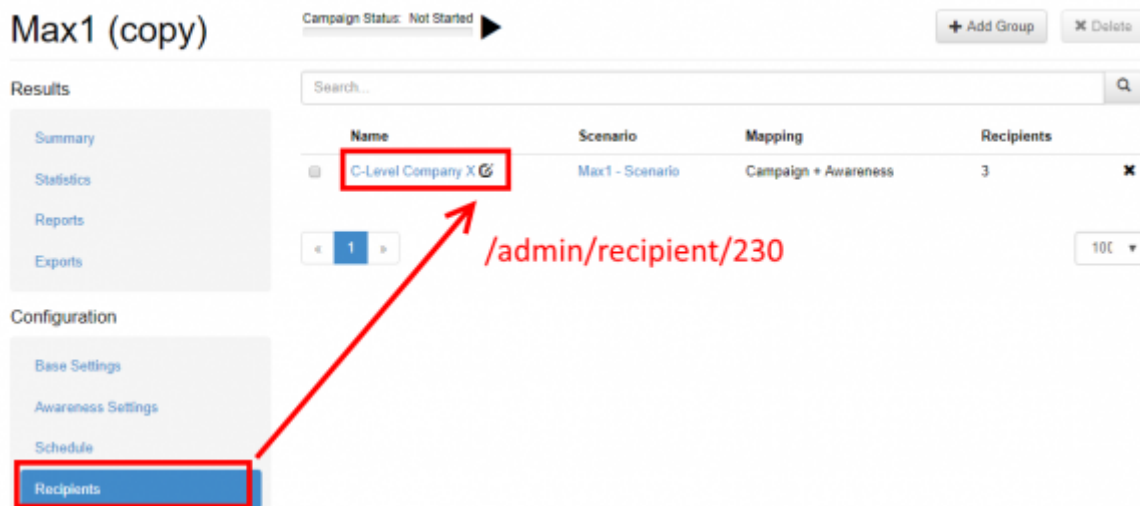 Max1 (copy)
Campaign Status: Not Started
Add Group
Delete
Results
Summary
Statistics
Reports
Exports
Configuration
Base Settings
Awareness Settings
Schedule
Recipients
Search...
Name Scenario Mapping Recipients
C-Level Company X Max1 - Scenario Campaign + Awareness 3
« 1 »
/admin/recipient/230